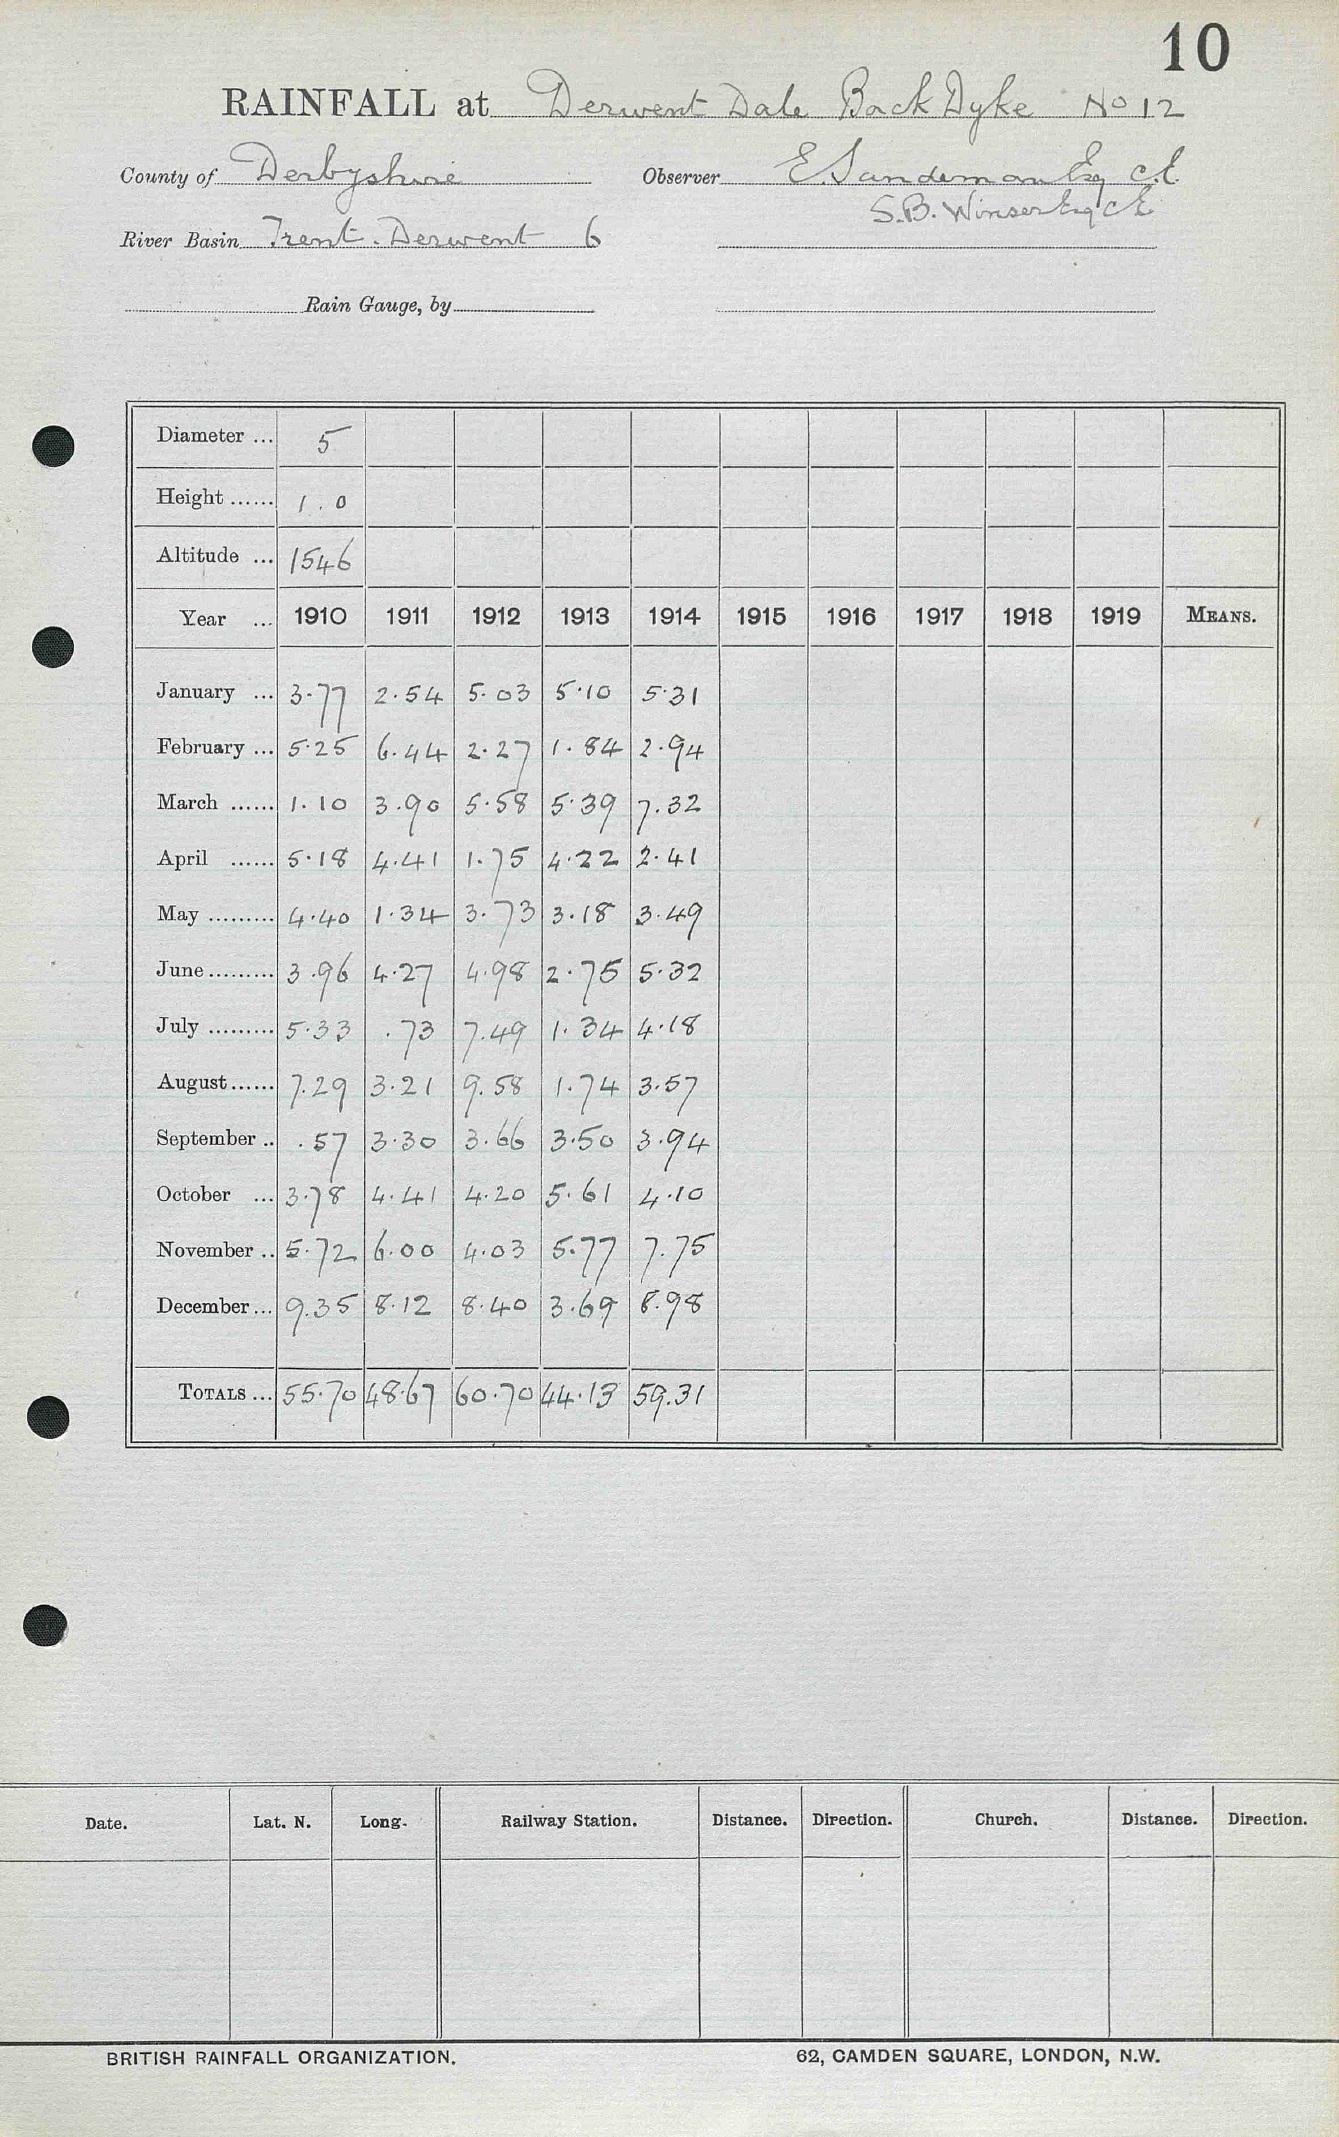 10
RAINFALL at Derwent Dale Back Dyke No 12
County of Derbyshire Observer E. Sandeman Esq C.E.
S.B. Winser Esq C E
River Basin Trent. Derwent 6
Rain Gauge, by
Diameter ... 5
Height ...... 1.0
Altitude ... 1546
Year ... 1910 1911 1912 1913 1914 1915 1916 1917 1918 1919 MEANS.
January ... 3.77 2.54 5.03 5.10 5.31
February ... 5.25 6.44 2.27 1.84 2.94
March ...... 1.10 3.90 5.58 5.39 7.32
April ...... 5.18 4.41 1.75 4.22 2.41
May ......... 4.40 1.34 3.73 3.18 3.49
June ......... 3.96 4.27 4.98 2.75 5.32
July ......... 5.33 .73 7.49 1.34 4.18
August ...... 7.29 3.21 9.58 1.74 3.57
September .. .57 3.30 3.66 3.50 3.94
October ... 3.78 4.41 4.20 5.61 4.10
November .. 5.72 6.00 4.03 5.77 7.75
December ... 9.35 8.12 8.40 3.69 8.98
TOTALS ... 55.70 48.67 60.70 44.13 59.31
Date. Lat. N. Long. Railway Station. Distance. Direction. Church. Distance. Direction.
BRITISH RAINFALL ORGANIZATION. 62, CAMDEN SQUARE, LONDON, N.W.